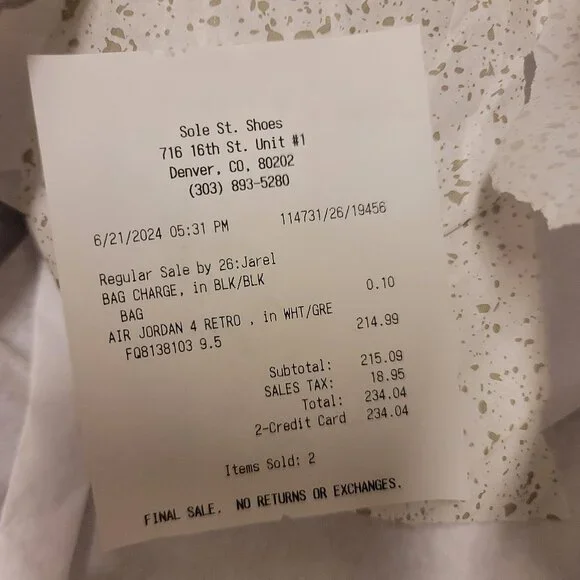 Sole St. Shoes
716 16th St. Unit #1
Denver, CO, 80202
(303) 893-5280
6/21/2024 05:31 PM 114731/26/19456
Regular Sale by 26:Jarel
BAG CHARGE, in BLK/BLK
BAG 0.10
AIR JORDAN 4 RETRO , in WHT/GRE
FQ8138103 9.5 214.99
Subtotal: 215.09
SALES TAX: 18.95
Total: 234.04
2-Credit Card 234.04
Items Sold: 2
FINAL SALE. NO RETURNS OR EXCHANGES.